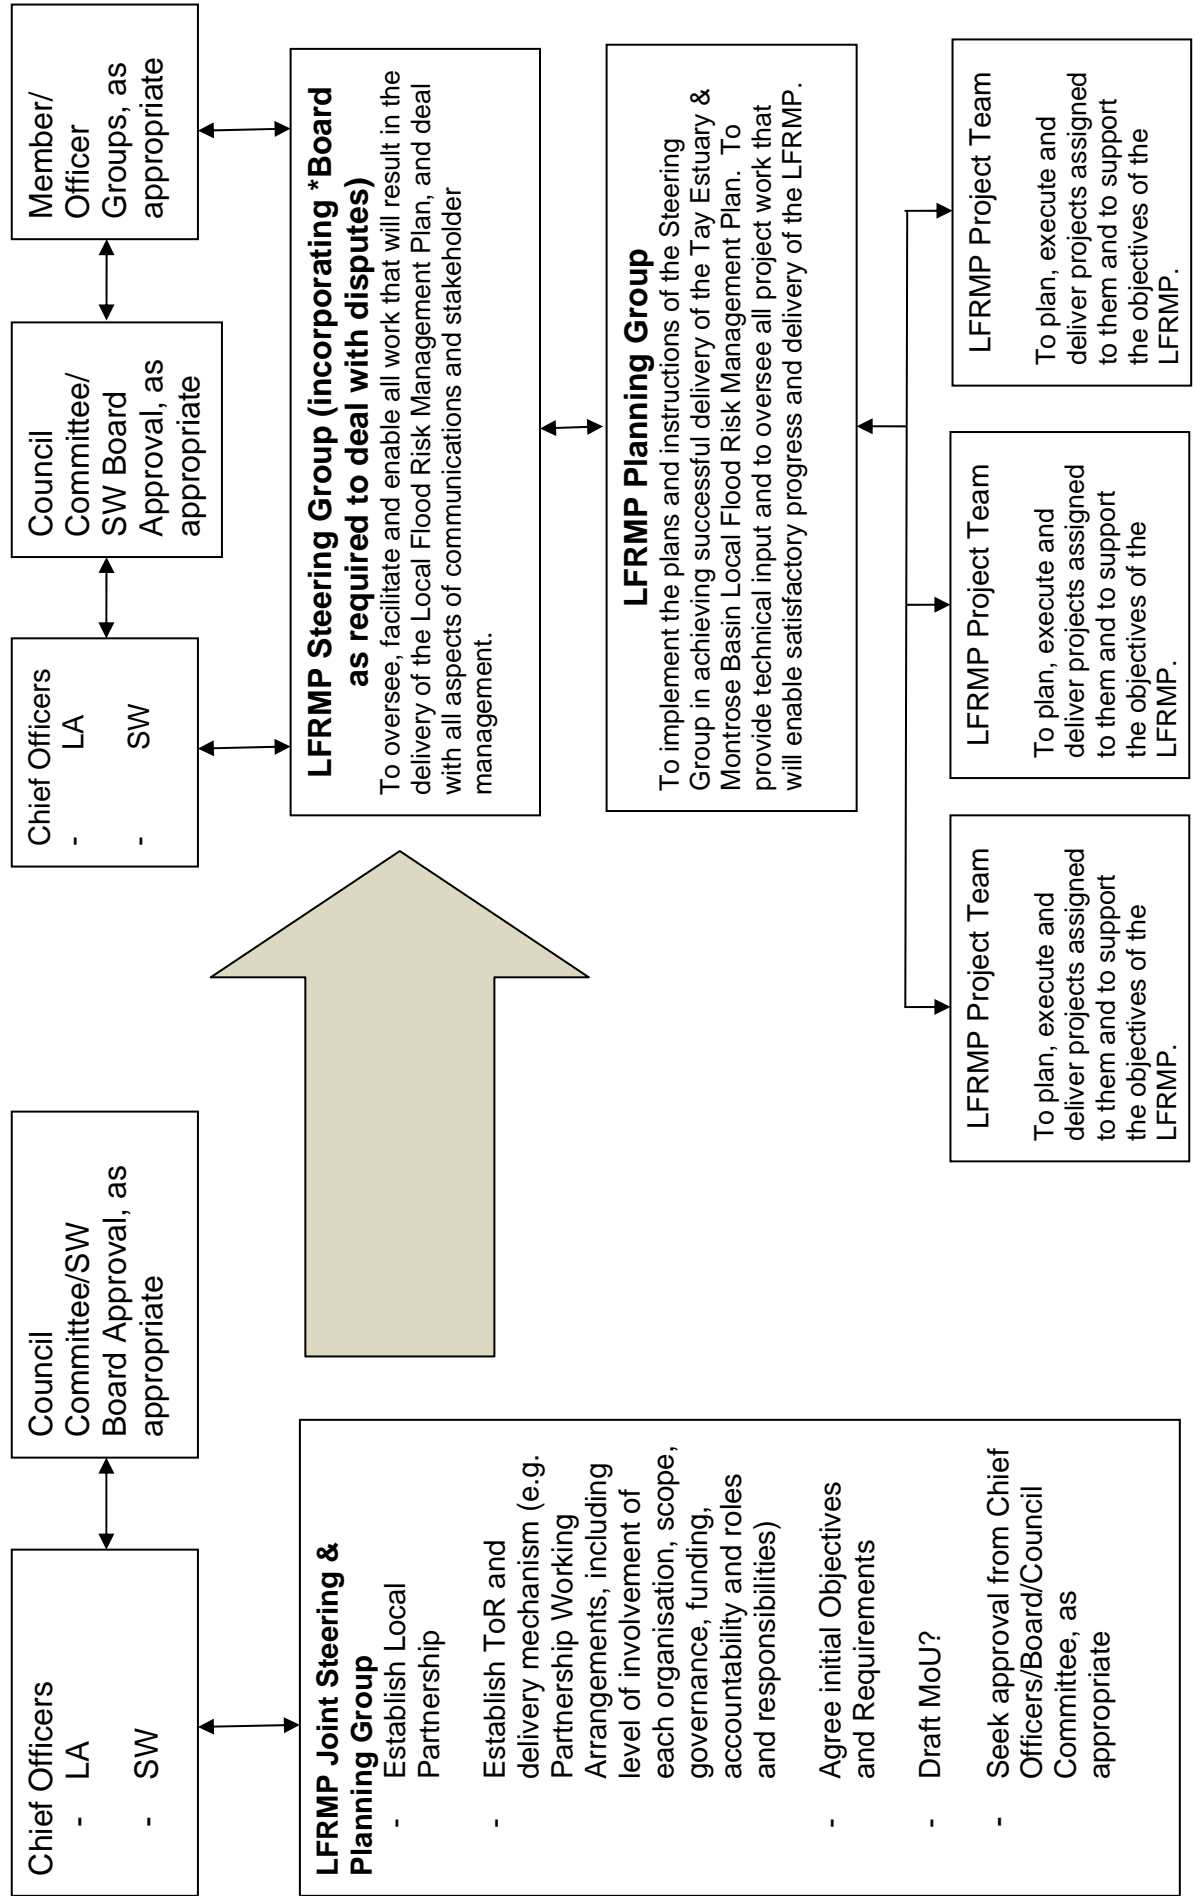 Chief Officers
- LA
- SW
Council
Committee/SW
Board Approval, as
appropriate
LFRMP Joint Steering &
Planning Group
- Establish Local
Partnership
- Establish ToR and
delivery mechanism (e.g.
Partnership Working
Arrangements, including
level of involvement of
each organisation, scope,
governance, funding,
accountability and roles
and responsibilities)
- Agree initial Objectives
and Requirements
- Draft MoU?
- Seek approval from Chief
Officers/Board/Council
Committee, as
appropriate
Chief Officers
- LA
- SW
Council
Committee/
SW Board
Approval, as
appropriate
Member/
Officer
Groups, as
appropriate
LFRMP Steering Group (incorporating *Board
as required to deal with disputes)
To oversee, facilitate and enable all work that will result in the
delivery of the Local Flood Risk Management Plan, and deal
with all aspects of communications and stakeholder
management.
LFRMP Planning Group
To implement the plans and instructions of the Steering
Group in achieving successful delivery of the Tay Estuary &
Montrose Basin Local Flood Risk Management Plan. To
provide technical input and to oversee all project work that
will enable satisfactory progress and delivery of the LFRMP.
LFRMP Project Team
To plan, execute and
deliver projects assigned
to them and to support
the objectives of the
LFRMP.
LFRMP Project Team
To plan, execute and
deliver projects assigned
to them and to support
the objectives of the
LFRMP.
LFRMP Project Team
To plan, execute and
deliver projects assigned
to them and to support
the objectives of the
LFRMP.